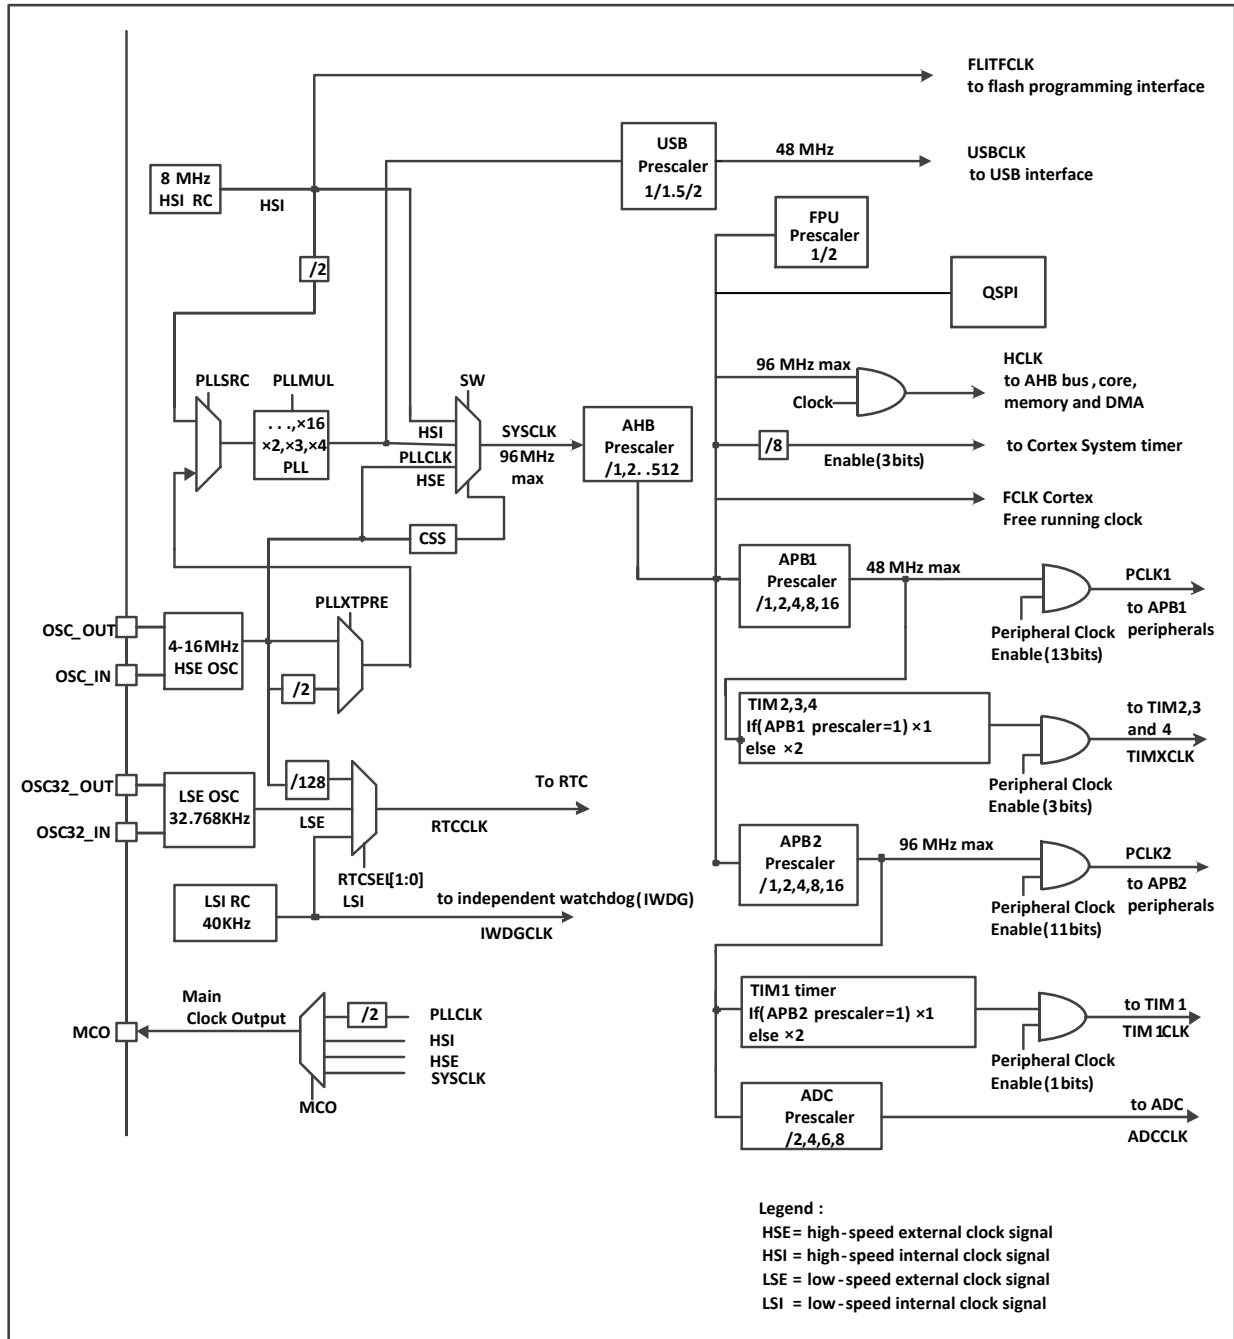 FLITFCLK
to flash programming interface
USB
Prescaler
1/1.5/2
48 MHz
USBCLK
to USB interface
8 MHz
HSI RC
HSI
FPU
Prescaler
1/2
/2
QSPI
PLLSRC
PLLMUL
SW
96 MHz max
Clock
HCLK
to AHB bus, core,
memory and DMA
. . .,×16
×2,×3,×4
PLL
HSI
PLLCLK
HSE
SYSCLK
96MHz
max
AHB
Prescaler
/1,2. .512
/8
Enable(3bits)
to Cortex System timer
FCLK Cortex
Free running clock
CSS
APB1
Prescaler
/1,2,4,8,16
48 MHz max
PCLK1
to APB1
peripherals
Peripheral Clock
Enable(13bits)
PLLXTPRE
OSC_OUT
OSC_IN
4-16MHz
HSE OSC
/2
TIM2,3,4
If(APB1 prescaler=1) ×1
else ×2
to TIM2,3
and 4
TIMXCLK
Peripheral Clock
Enable(3bits)
OSC32_OUT
OSC32_IN
LSE OSC
32.768KHz
/128
LSE
To RTC
RTCCLK
RTCSEL[1:0]
LSI
APB2
Prescaler
/1,2,4,8,16
96 MHz max
PCLK2
to APB2
peripherals
Peripheral Clock
Enable(11bits)
LSI RC
40KHz
to independent watchdog(IWDG)
IWDGCLK
Main
Clock Output
MCO
/2
PLLCLK
HSI
HSE
SYSCLK
MCO
TIM1 timer
If(APB2 prescaler=1) ×1
else ×2
to TIM1
TIM1CLK
Peripheral Clock
Enable(1bits)
ADC
Prescaler
/2,4,6,8
to ADC
ADCCLK
Legend :
HSE= high-speed external clock signal
HSI = high-speed internal clock signal
LSE = low-speed external clock signal
LSI = low-speed internal clock signal